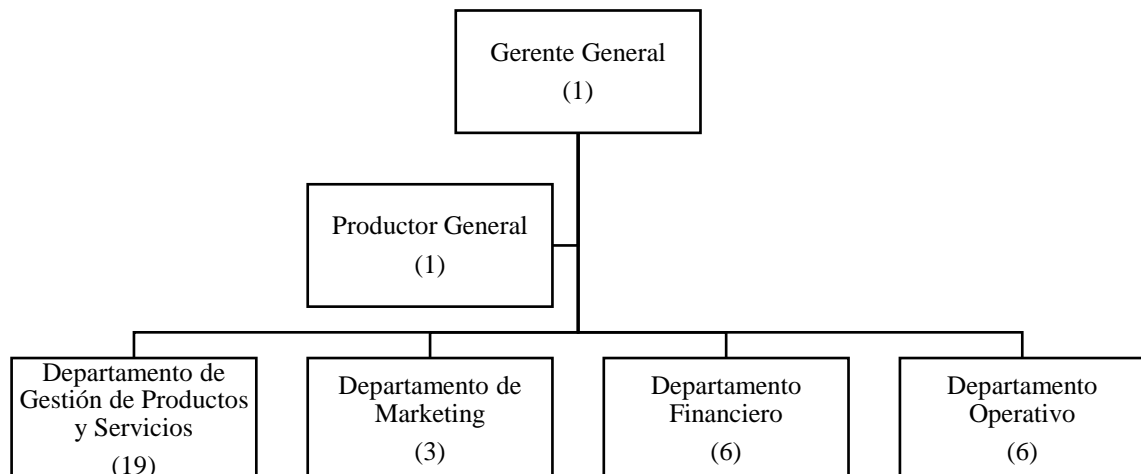 Gerente General
(1)
Productor General
(1)
Departamento de
Gestión de Productos
y Servicios
(19)
Departamento de
Marketing
(3)
Departamento
Financiero
(6)
Departamento
Operativo
(6)